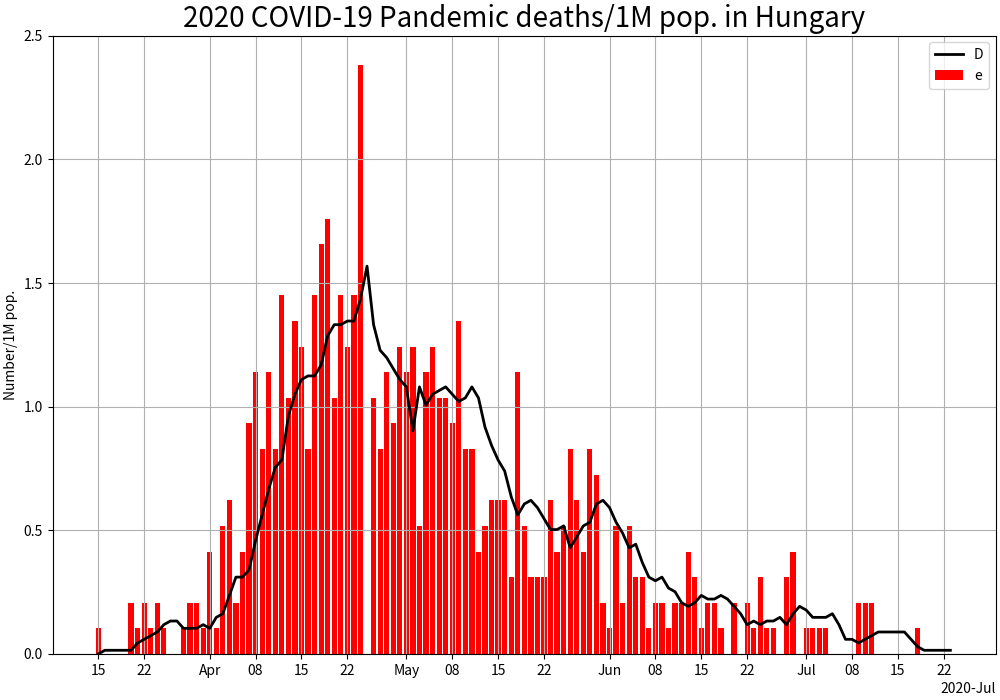 2020 COVID-19 Pandemic deaths/1M pop. in Hungary
D
e
Number/1M pop.
2.5
2.0
1.5
1.0
0.5
0.0
15 22 Apr 08 15 22 May 08 15 22 Jun 08 15 22 Jul 08 15 22
2020-Jul